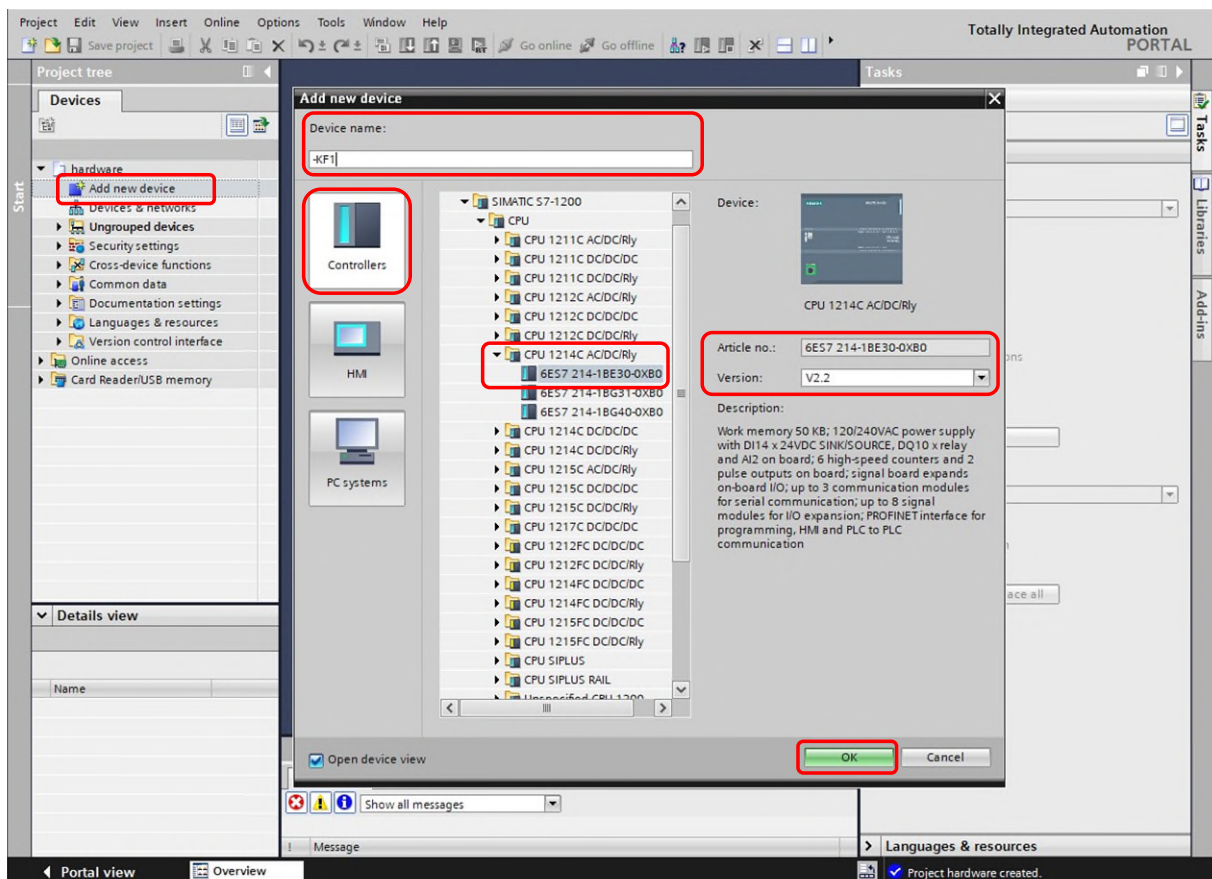 Project Edit View Insert Online Options Tools Window Help
Totally Integrated Automation
PORTAL
Save project
Go online
Go offline
Project tree
Tasks
Devices
Start
hardware
Add new device
Devices & networks
Ungrouped devices
Security settings
Cross-device functions
Common data
Documentation settings
Languages & resources
Version control interface
Online access
Card Reader/USB memory
Details view
Name
Add new device
Device name:
-KF1
Controllers
HMI
PC systems
SIMATIC S7-1200
CPU
CPU 1211C AC/DC/Rly
CPU 1211C DC/DC/DC
CPU 1211C DC/DC/Rly
CPU 1212C AC/DC/Rly
CPU 1212C DC/DC/DC
CPU 1212C DC/DC/Rly
CPU 1214C AC/DC/Rly
6ES7 214-1BE30-0XB0
6ES7 214-1BG31-0XB0
6ES7 214-1BG40-0XB0
CPU 1214C DC/DC/DC
CPU 1214C DC/DC/Rly
CPU 1215C AC/DC/Rly
CPU 1215C DC/DC/DC
CPU 1215C DC/DC/Rly
CPU 1217C DC/DC/DC
CPU 1212FC DC/DC/DC
CPU 1212FC DC/DC/Rly
CPU 1214FC DC/DC/DC
CPU 1214FC DC/DC/Rly
CPU 1215FC DC/DC/DC
CPU 1215FC DC/DC/Rly
CPU SIPLUS
CPU SIPLUS RAIL
Unspecified CPU 1200
Device:
CPU 1214C AC/DC/Rly
Article no.: 6ES7 214-1BE30-0XB0
Version: V2.2
Description:
Work memory 50 KB; 120/240VAC power supply
with DI14 x 24VDC SINK/SOURCE, DQ10 x relay
and AI2 on board; 6 high-speed counters and 2
pulse outputs on board; signal board expands
on-board I/O; up to 3 communication modules
for serial communication; up to 8 signal
modules for I/O expansion; PROFINET interface for
programming, HMI and PLC to PLC
communication
Open device view
OK
Cancel
ons
ace all
Tasks
Libraries
Add-ins
Show all messages
! Message
Languages & resources
Portal view
Overview
Project hardware created.